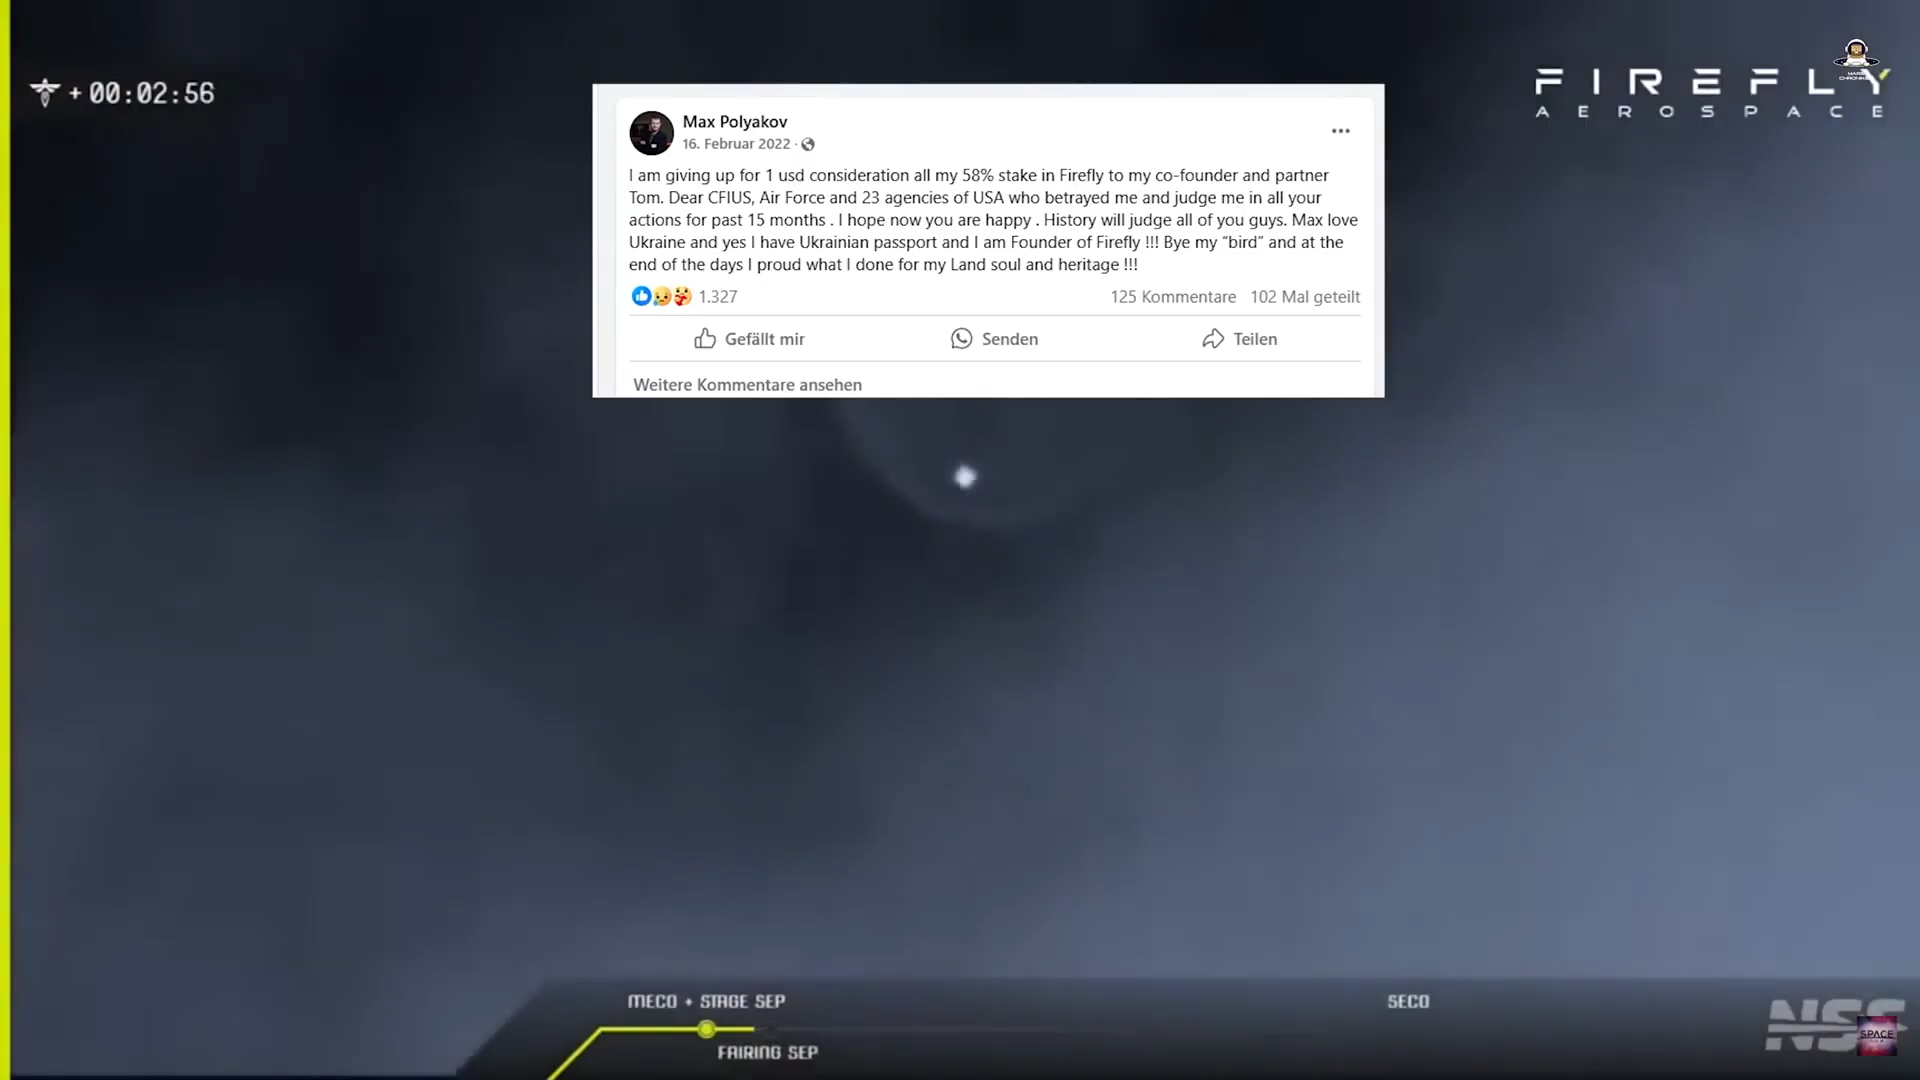 + 00:02:56
FIREFLY
AEROSPACE
Max Polyakov
16. Februar 2022 ·
I am giving up for 1 usd consideration all my 58% stake in Firefly to my co-founder and partner
Tom. Dear CFIUS, Air Force and 23 agencies of USA who betrayed me and judge me in all your
actions for past 15 months . I hope now you are happy . History will judge all of you guys. Max love
Ukraine and yes I have Ukrainian passport and I am Founder of Firefly !!! Bye my “bird” and at the
end of the days I proud what I done for my Land soul and heritage !!!
1.327
125 Kommentare 102 Mal geteilt
Gefällt mir
Senden
Teilen
Weitere Kommentare ansehen
MECO + STAGE SEP
SECO
FAIRING SEP
SPACE